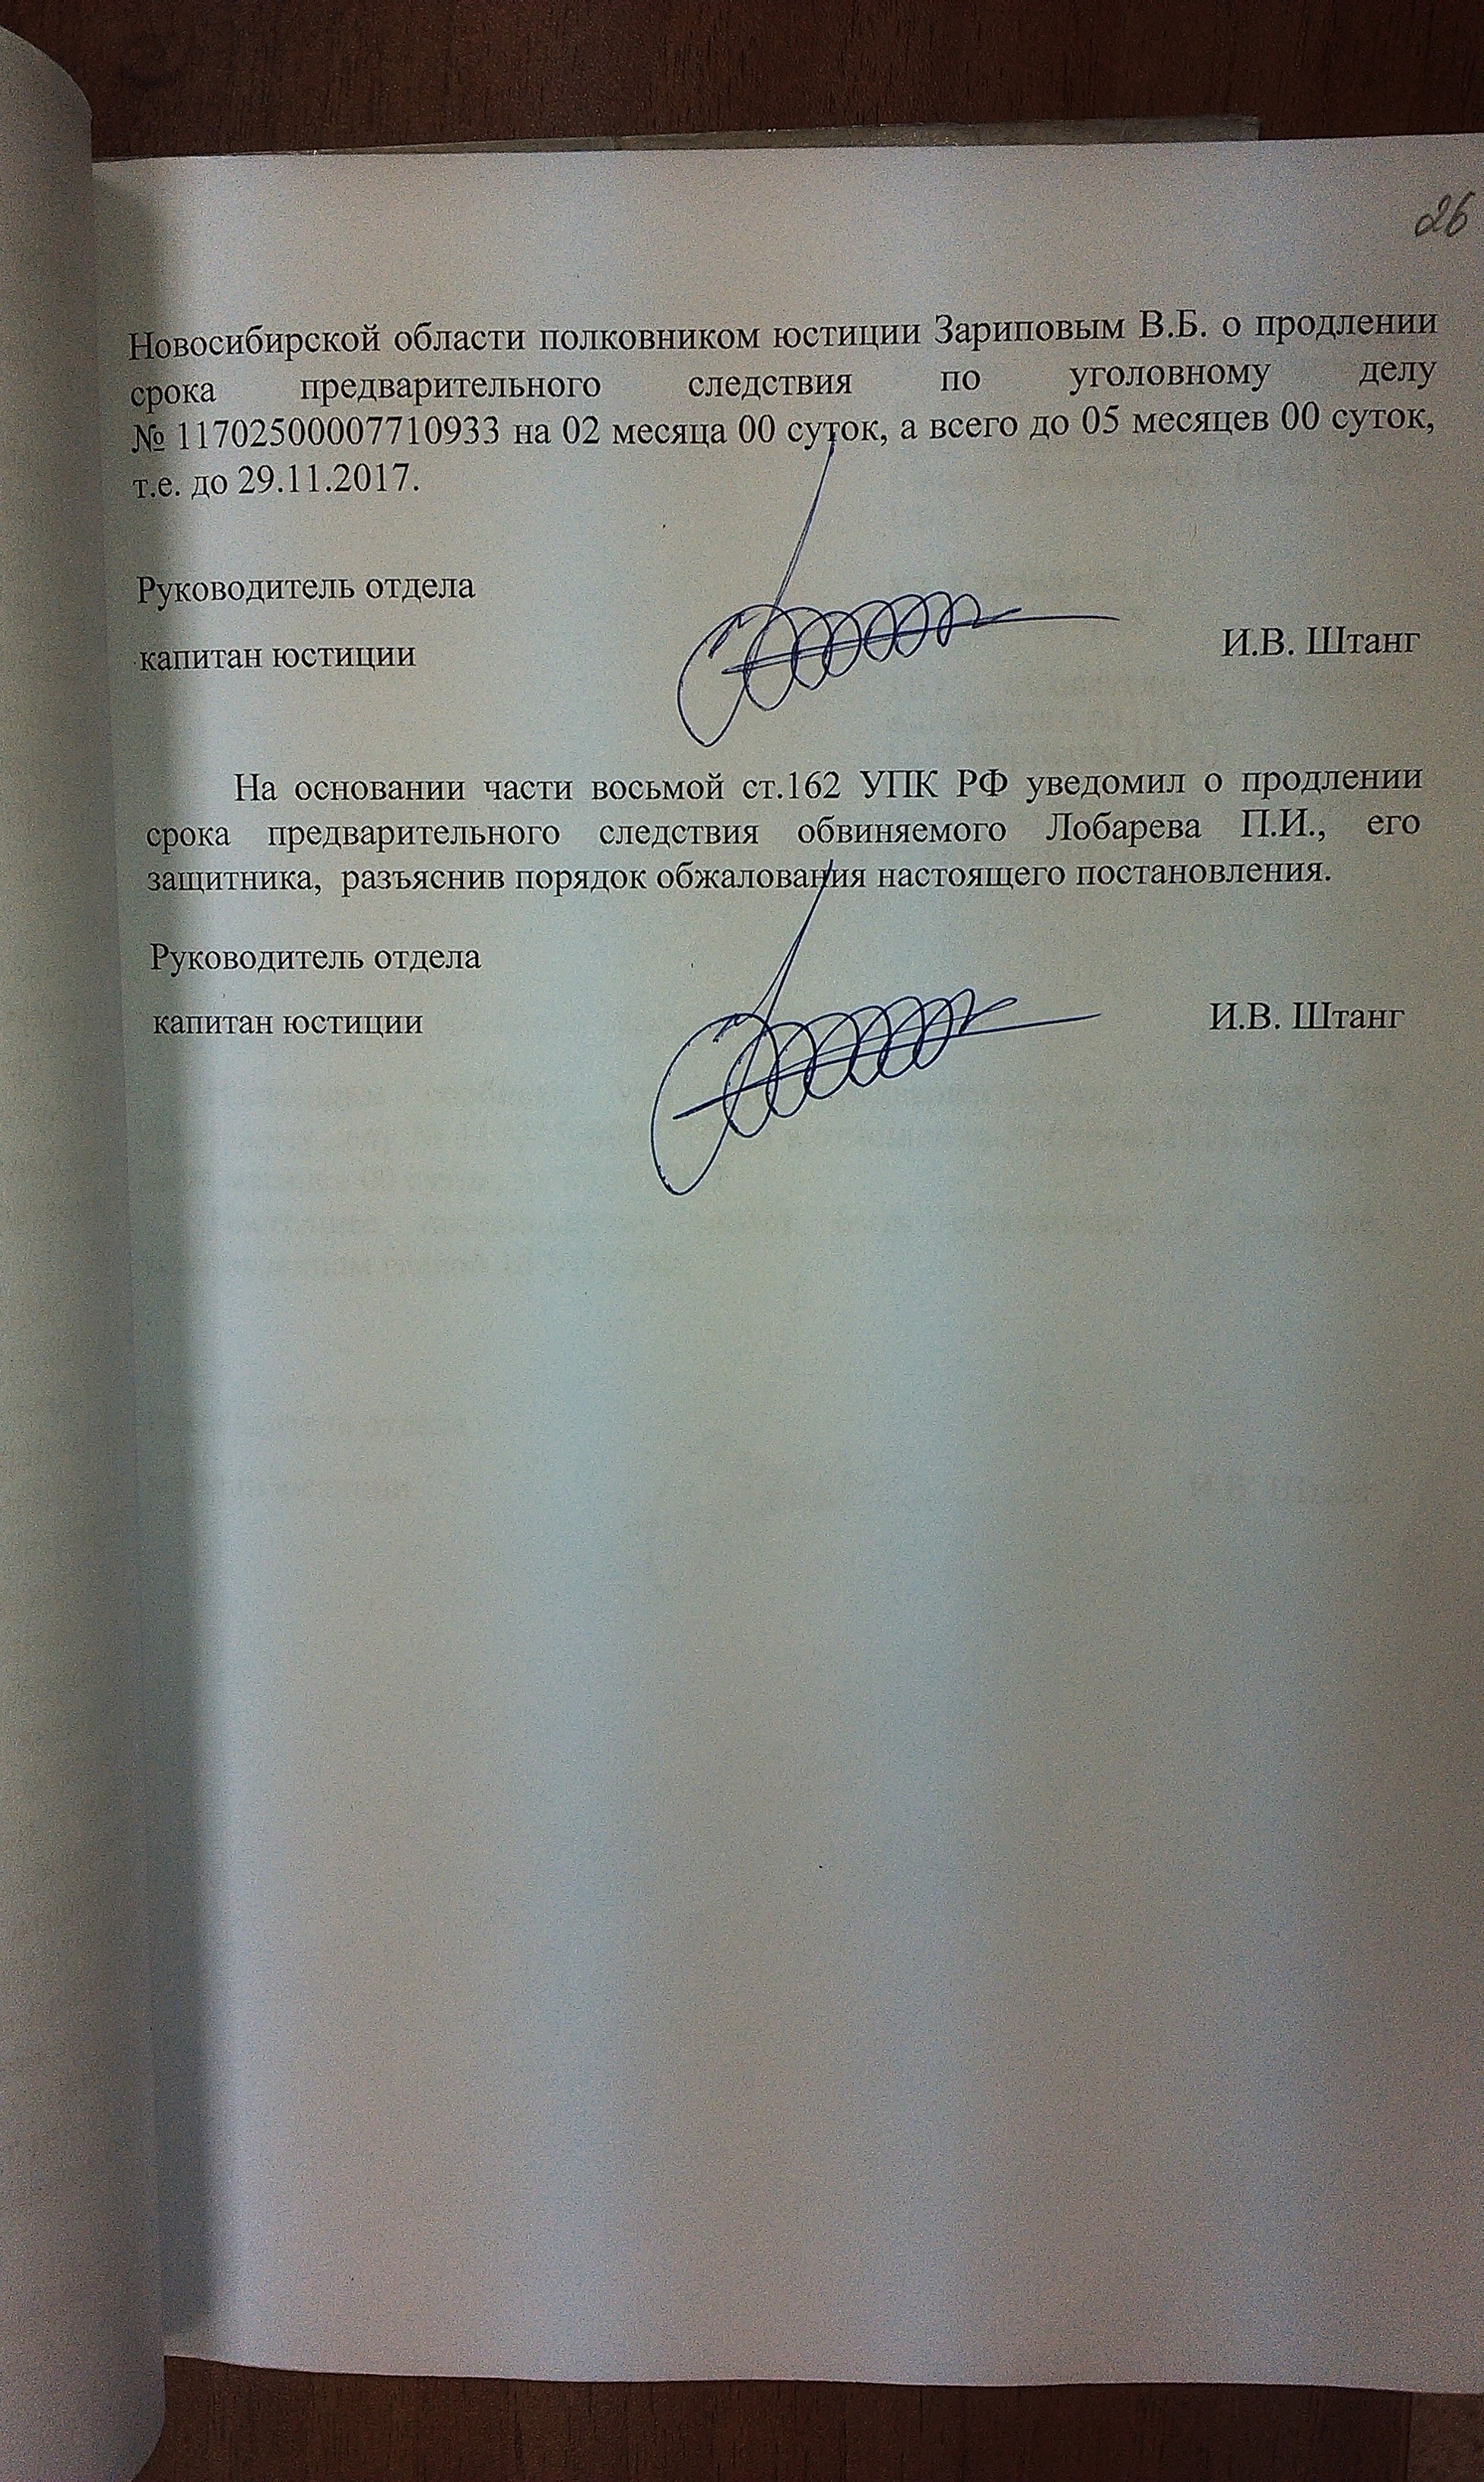 26
Новосибирской области полковником юстиции Зариповым В.Б. о продлении
срока предварительного следствия по уголовному делу
№ 11702500007710933 на 02 месяца 00 суток, а всего до 05 месяцев 00 суток,
т.е. до 29.11.2017.
Руководитель отдела
капитан юстиции И.В. Штанг
На основании части восьмой ст.162 УПК РФ уведомил о продлении
срока предварительного следствия обвиняемого Лобарева П.И., его
защитника, разъяснив порядок обжалования настоящего постановления.
Руководитель отдела
капитан юстиции И.В. Штанг